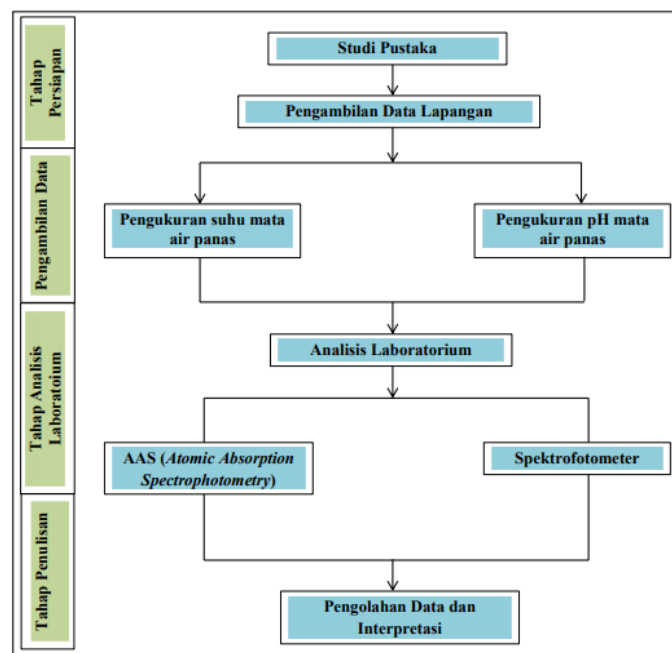 Tahap
Persiapan
Studi Pustaka
Pengambilan Data Lapangan
Pengambilan Data
Pengukuran suhu mata
air panas
Pengukuran pH mata
air panas
Tahap Analisis
Laboratoium
Analisis Laboratorium
AAS (Atomic Absorption
Spectrophotometry)
Spektrofotometer
Tahap Penulisan
Pengolahan Data dan
Interpretasi